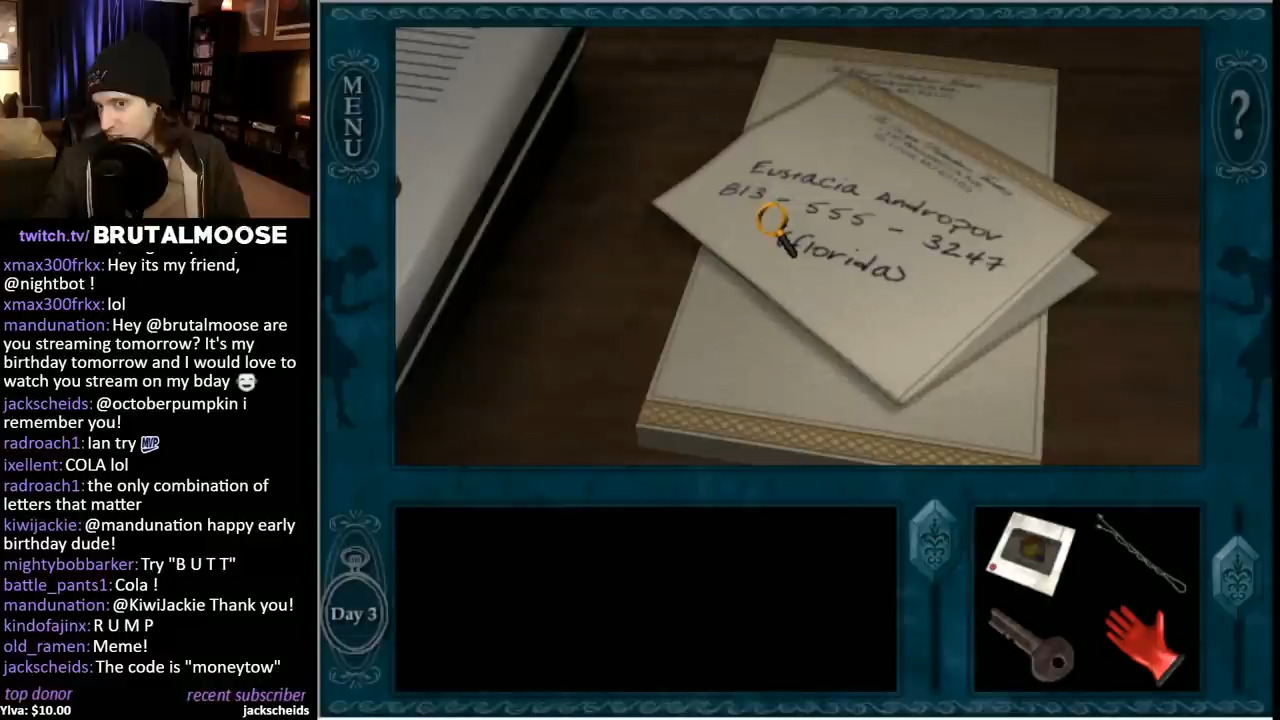 twitch.tv/BRUTALMOOSE
xmax300frkx: Hey its my friend,
@nightbot !
xmax300frkx: lol
mandunation: Hey @brutalmoose are
you streaming tomorrow? It's my
birthday tomorrow and I would love to
watch you stream on my bday
jackscheids: @octoberpumpkin i
remember you!
radroach1: Ian try
ixellent: COLA lol
radroach1: the only combination of
letters that matter
kiwijackie: @mandunation happy early
birthday dude!
mightybobbarker: Try "B U T T"
battle_pants1: Cola !
mandunation: @KiwiJackie Thank you!
kindofajinx: R U M P
old_ramen: Meme!
jackscheids: The code is "moneytow"
top donor recent subscriber
Ylva: $10.00 jackscheids
MENU
?
Eustacia Andropov
813 - 555 - 3247
(florida)
Day 3